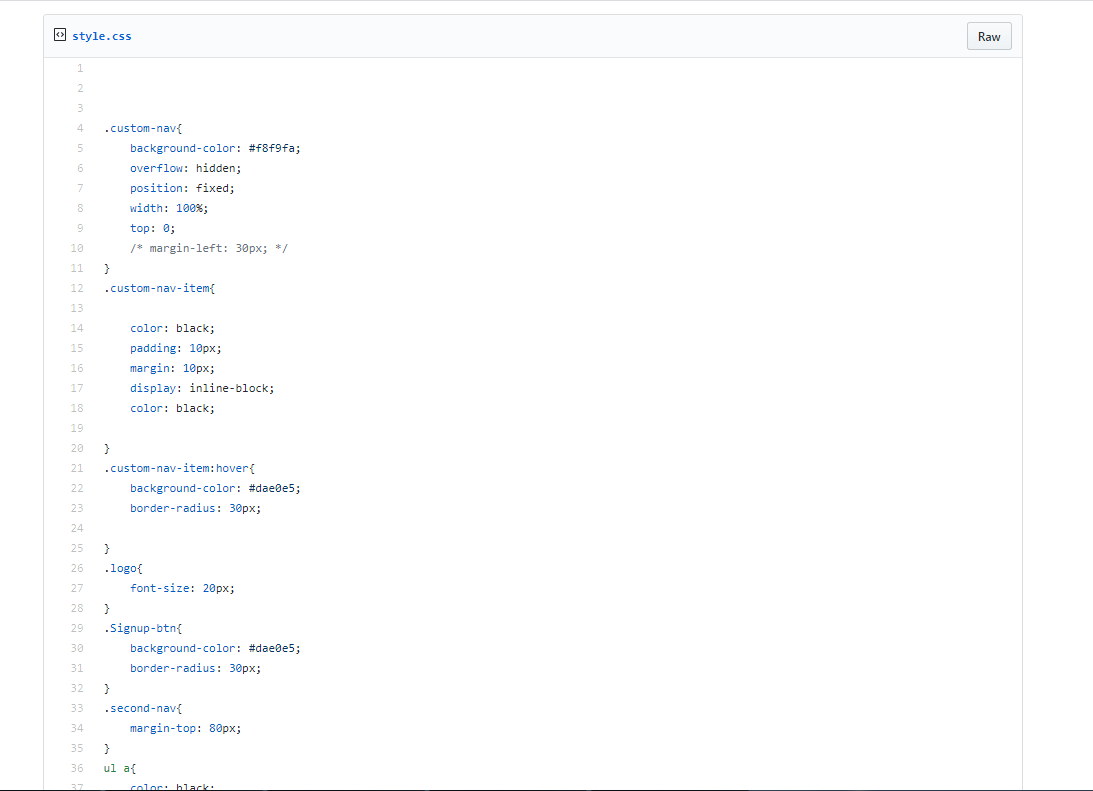 style.css
Raw
1
2
3
4 .custom-nav{
5 background-color: #f8f9fa;
6 overflow: hidden;
7 position: fixed;
8 width: 100%;
9 top: 0;
10 /* margin-left: 30px; */
11 }
12 .custom-nav-item{
13
14 color: black;
15 padding: 10px;
16 margin: 10px;
17 display: inline-block;
18 color: black;
19
20 }
21 .custom-nav-item:hover{
22 background-color: #dae0e5;
23 border-radius: 30px;
24
25 }
26 .logo{
27 font-size: 20px;
28 }
29 .Signup-btn{
30 background-color: #dae0e5;
31 border-radius: 30px;
32 }
33 .second-nav{
34 margin-top: 80px;
35 }
36 ul a{
37 color: black;